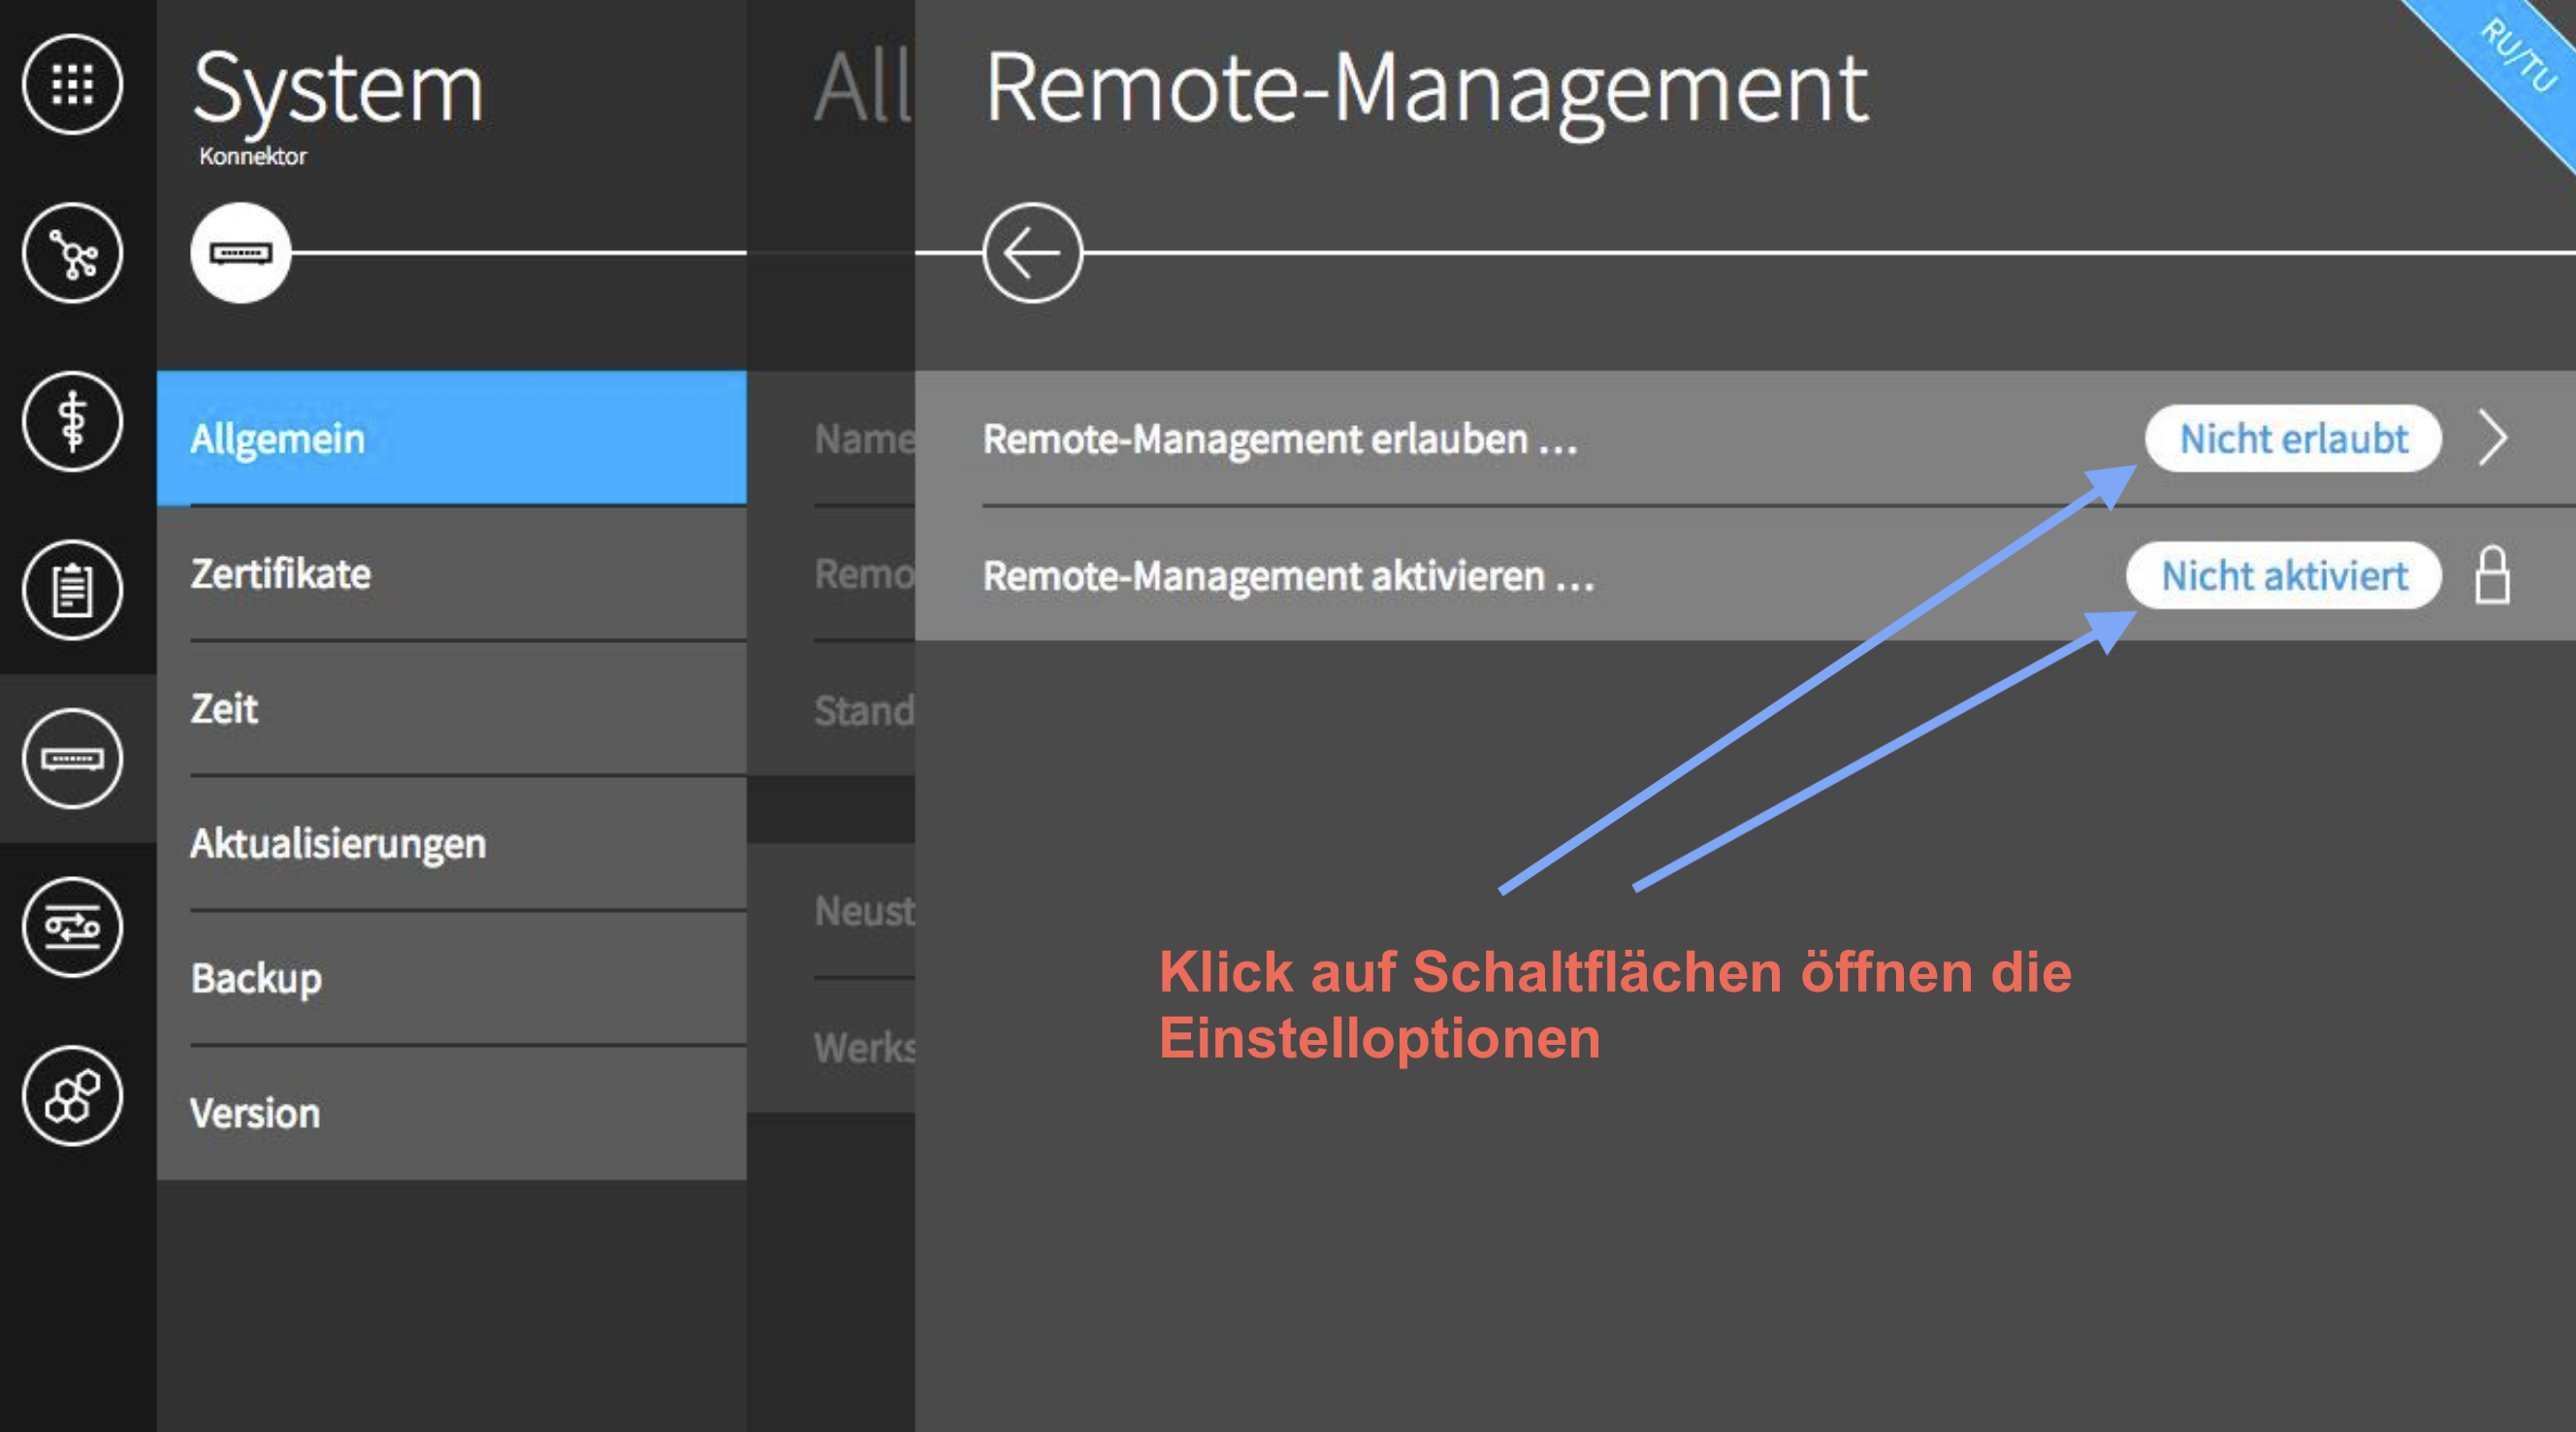 System
Konnektor
Allgemein
Zertifikate
Zeit
Aktualisierungen
Backup
Version
All
Name
Remo
Stand
Neust
Werks
Remote-Management
RU/TU
Remote-Management erlauben ...
Nicht erlaubt
Remote-Management aktivieren ...
Nicht aktiviert
Klick auf Schaltflächen öffnen die
Einstelloptionen